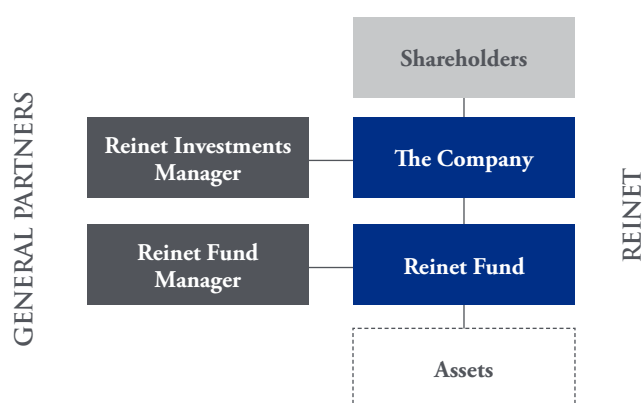 Shareholders
GENERAL PARTNERS
Reinet Investments
Manager
The Company
REINET
Reinet Fund
Manager
Reinet Fund
Assets